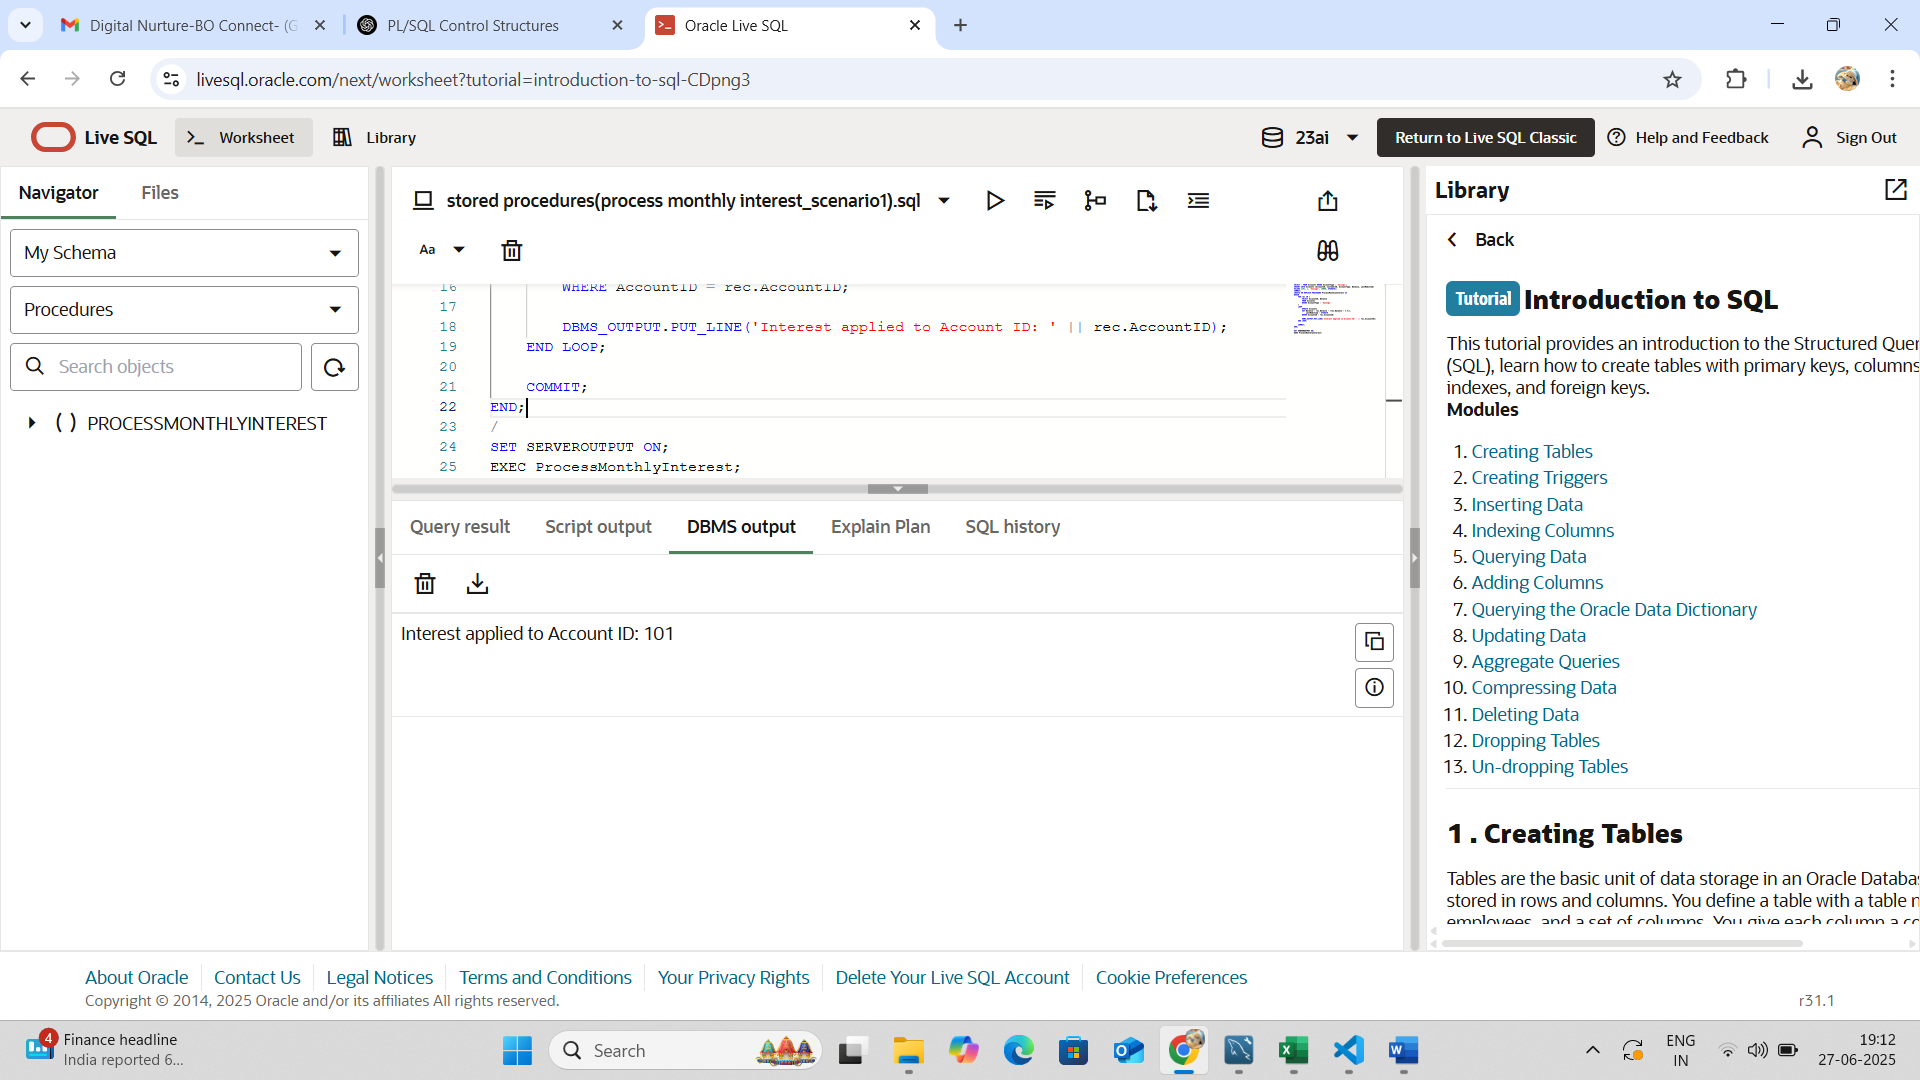 Digital Nurture-BO Connect- (G
PL/SQL Control Structures
Oracle Live SQL
livesql.oracle.com/next/worksheet?tutorial=introduction-to-sql-CDpng3
Live SQL
Worksheet
Library
23ai
Return to Live SQL Classic
Help and Feedback
Sign Out
Navigator
Files
My Schema
Procedures
Search objects
PROCESSMONTHLYINTEREST
stored procedures(process monthly interest_scenario1).sql
Aa
16 WHERE AccountID = rec.AccountID;
17
18 DBMS_OUTPUT.PUT_LINE('Interest applied to Account ID: ' || rec.AccountID);
19 END LOOP;
20
21 COMMIT;
22 END;
23 /
24 SET SERVEROUTPUT ON;
25 EXEC ProcessMonthlyInterest;
Query result
Script output
DBMS output
Explain Plan
SQL history
Interest applied to Account ID: 101
Library
Back
Tutorial Introduction to SQL
This tutorial provides an introduction to the Structured Quer
(SQL), learn how to create tables with primary keys, columns
indexes, and foreign keys.
Modules
1. Creating Tables
2. Creating Triggers
3. Inserting Data
4. Indexing Columns
5. Querying Data
6. Adding Columns
7. Querying the Oracle Data Dictionary
8. Updating Data
9. Aggregate Queries
10. Compressing Data
11. Deleting Data
12. Dropping Tables
13. Un-dropping Tables
1 . Creating Tables
Tables are the basic unit of data storage in an Oracle Databa
stored in rows and columns. You define a table with a table n
employees, and a set of columns. You give each column a co
About Oracle
Contact Us
Legal Notices
Terms and Conditions
Your Privacy Rights
Delete Your Live SQL Account
Cookie Preferences
Copyright © 2014, 2025 Oracle and/or its affiliates All rights reserved.
r31.1
4
Finance headline
India reported 6...
Search
ENG
IN
19:12
27-06-2025